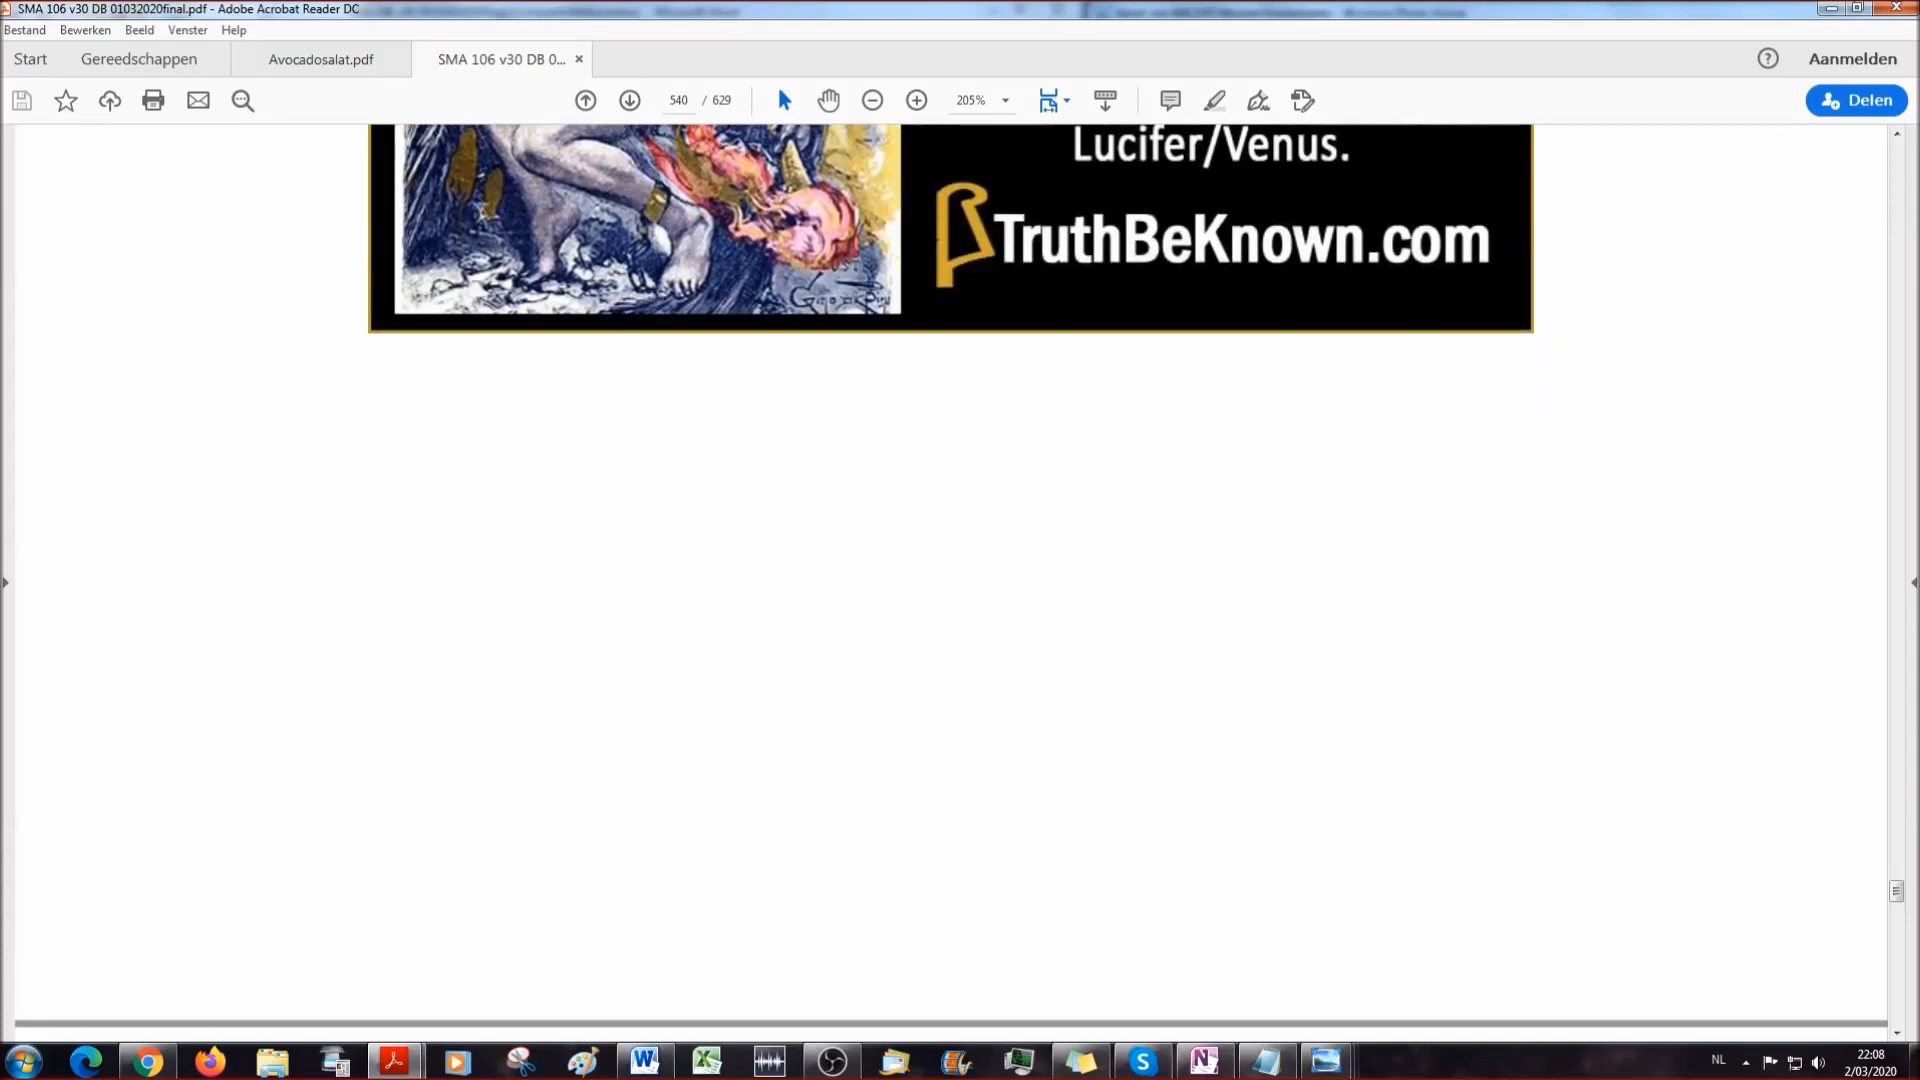 SMA 106 v30 DB 01032020final.pdf - Adobe Acrobat Reader DC
Bestand Bewerken Beeld Venster Help
Start Gereedschappen Avocadosalat.pdf SMA 106 v30 DB 0... Aanmelden
540 / 629 205% Delen
Lucifer/Venus.
TruthBeKnown.com
NL 22:08
2/03/2020